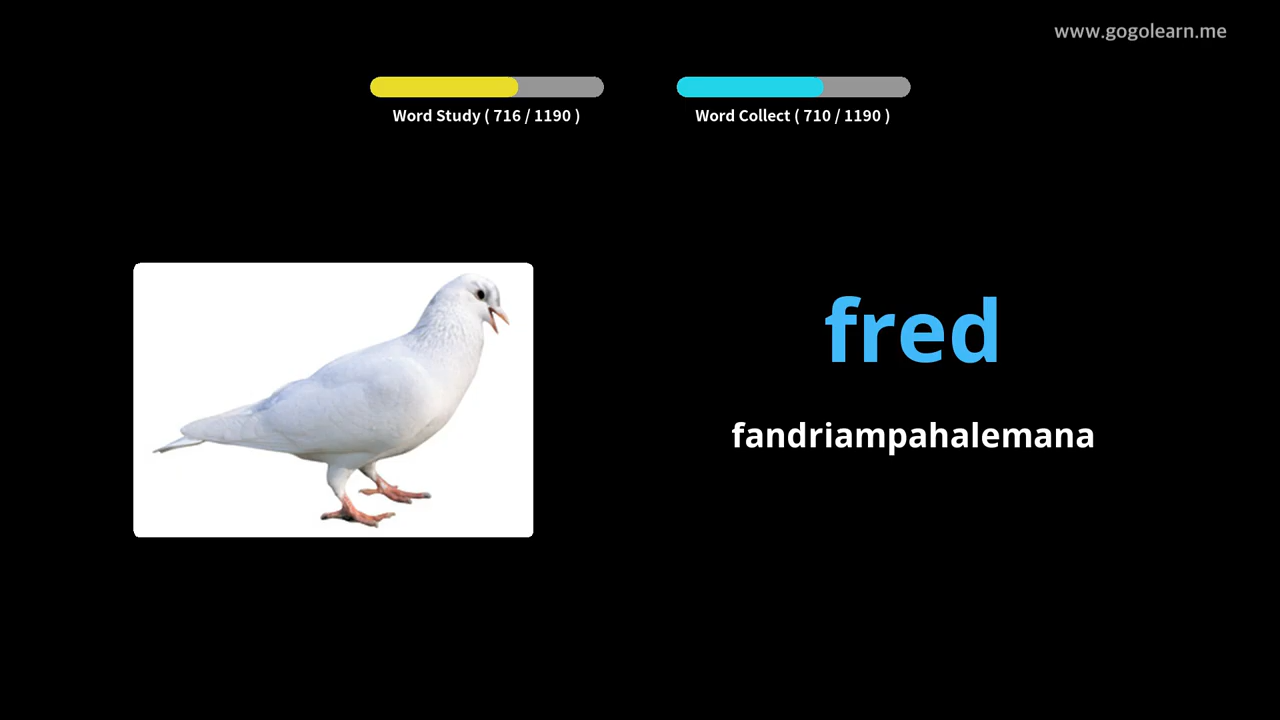 www.gogolearn.me
Word Study ( 716 / 1190 )
Word Collect ( 710 / 1190 )
fred
fandriampahalemana